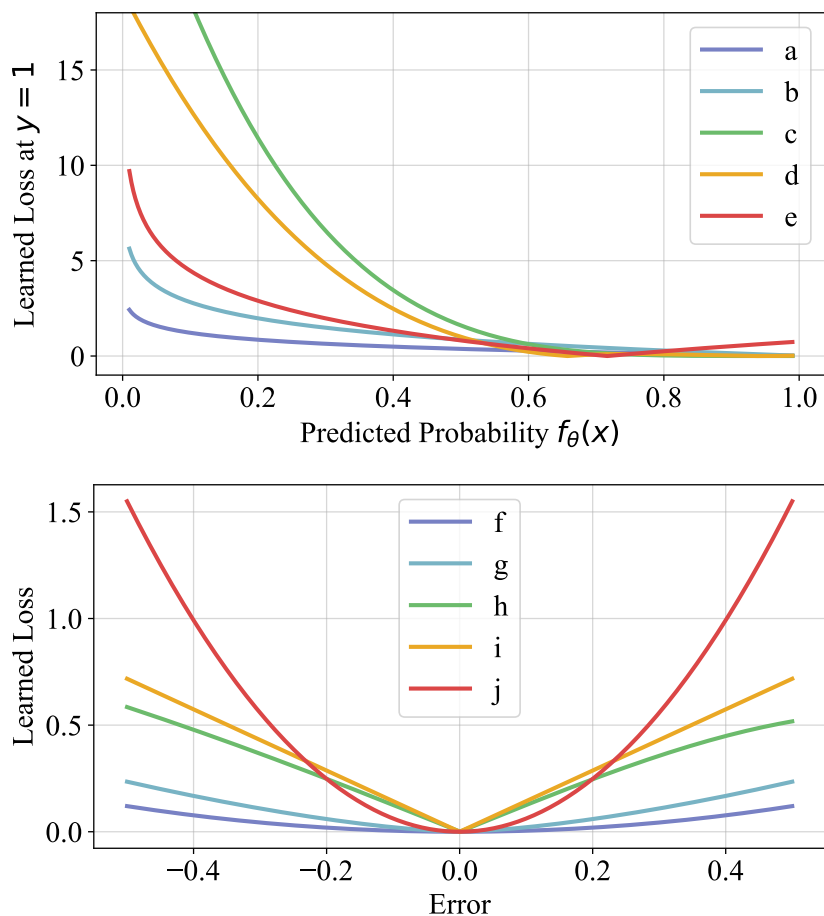 Learned Loss at y = 1
15
10
5
0
a
b
c
d
e
0.0 0.2 0.4 0.6 0.8 1.0
Predicted Probability fθ(x)
Learned Loss
1.5
1.0
0.5
0.0
f
g
h
i
j
−0.4 −0.2 0.0 0.2 0.4
Error